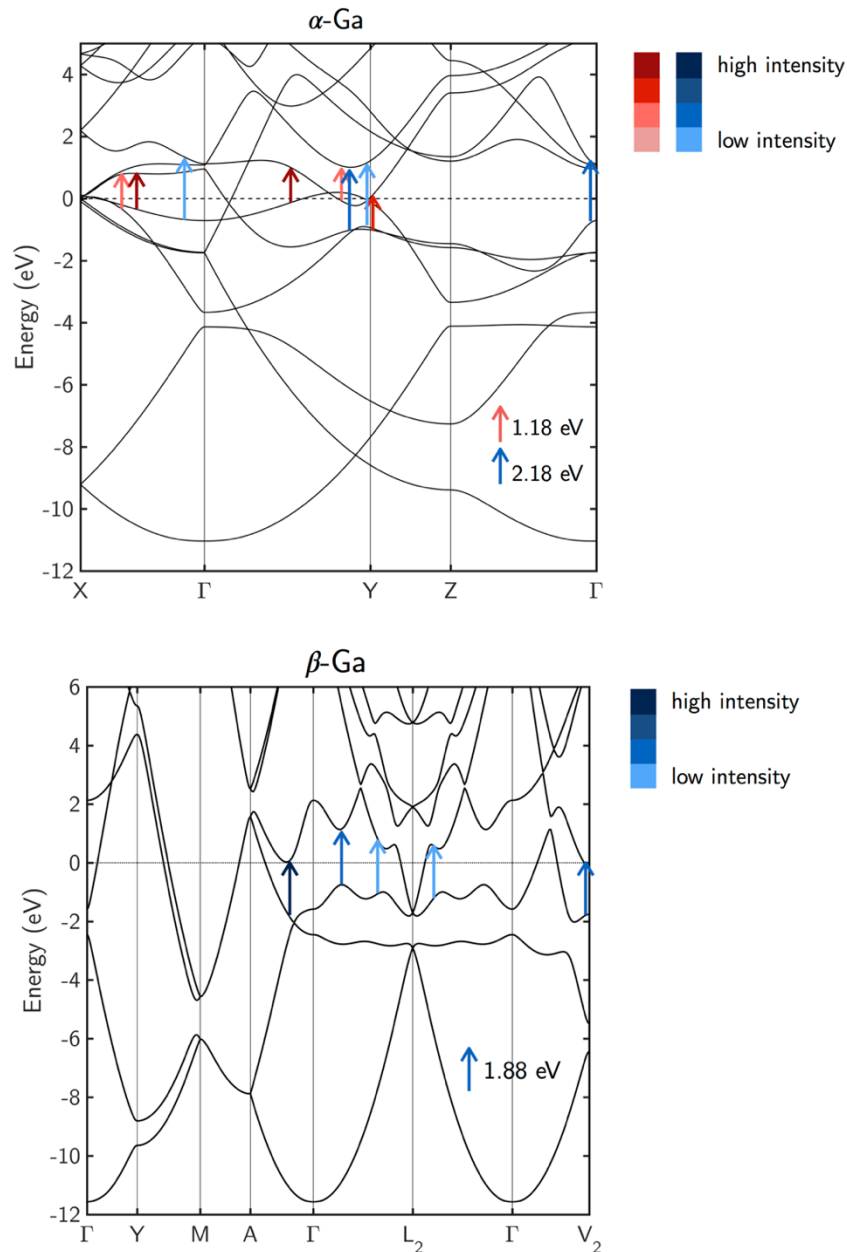 α-Ga
high intensity
low intensity
Energy (eV)
4
2
0
-2
-4
-6
-8
-10
-12
1.18 eV
2.18 eV
X Γ Y Z Γ
β-Ga
high intensity
low intensity
Energy (eV)
6
4
2
0
-2
-4
-6
-8
-10
-12
1.88 eV
Γ Y M A Γ L₂ Γ V₂